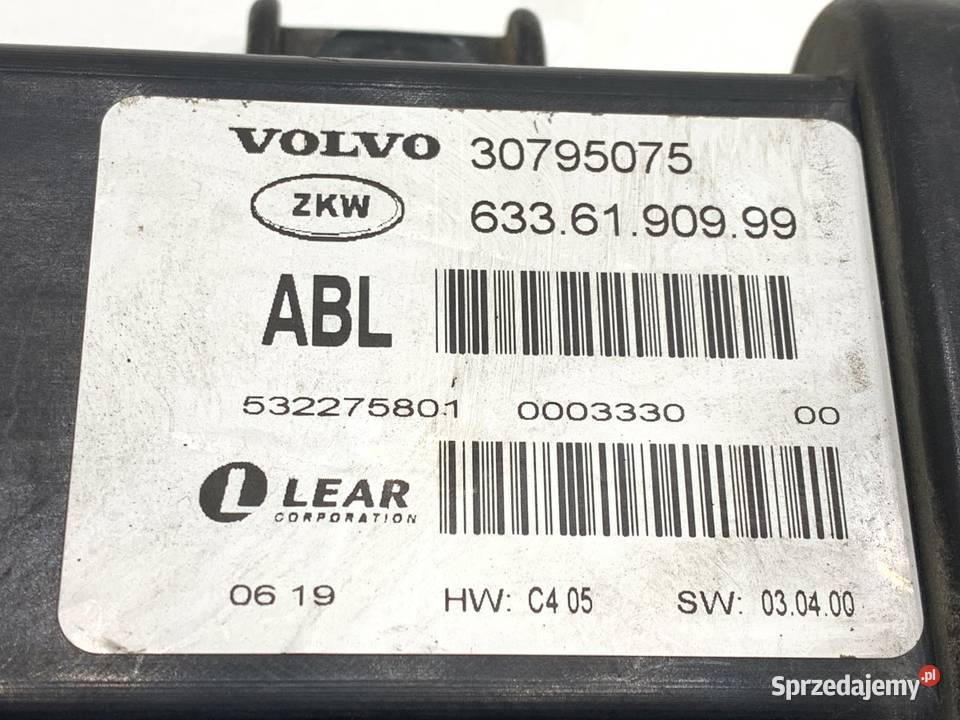 VOLVO 30795075
ZKW 633.61.909.99
ABL
532275801 0003330 00
LEAR
CORPORATION
06 19 HW: C4 05 SW: 03.04.00
Sprzedajemy.pl